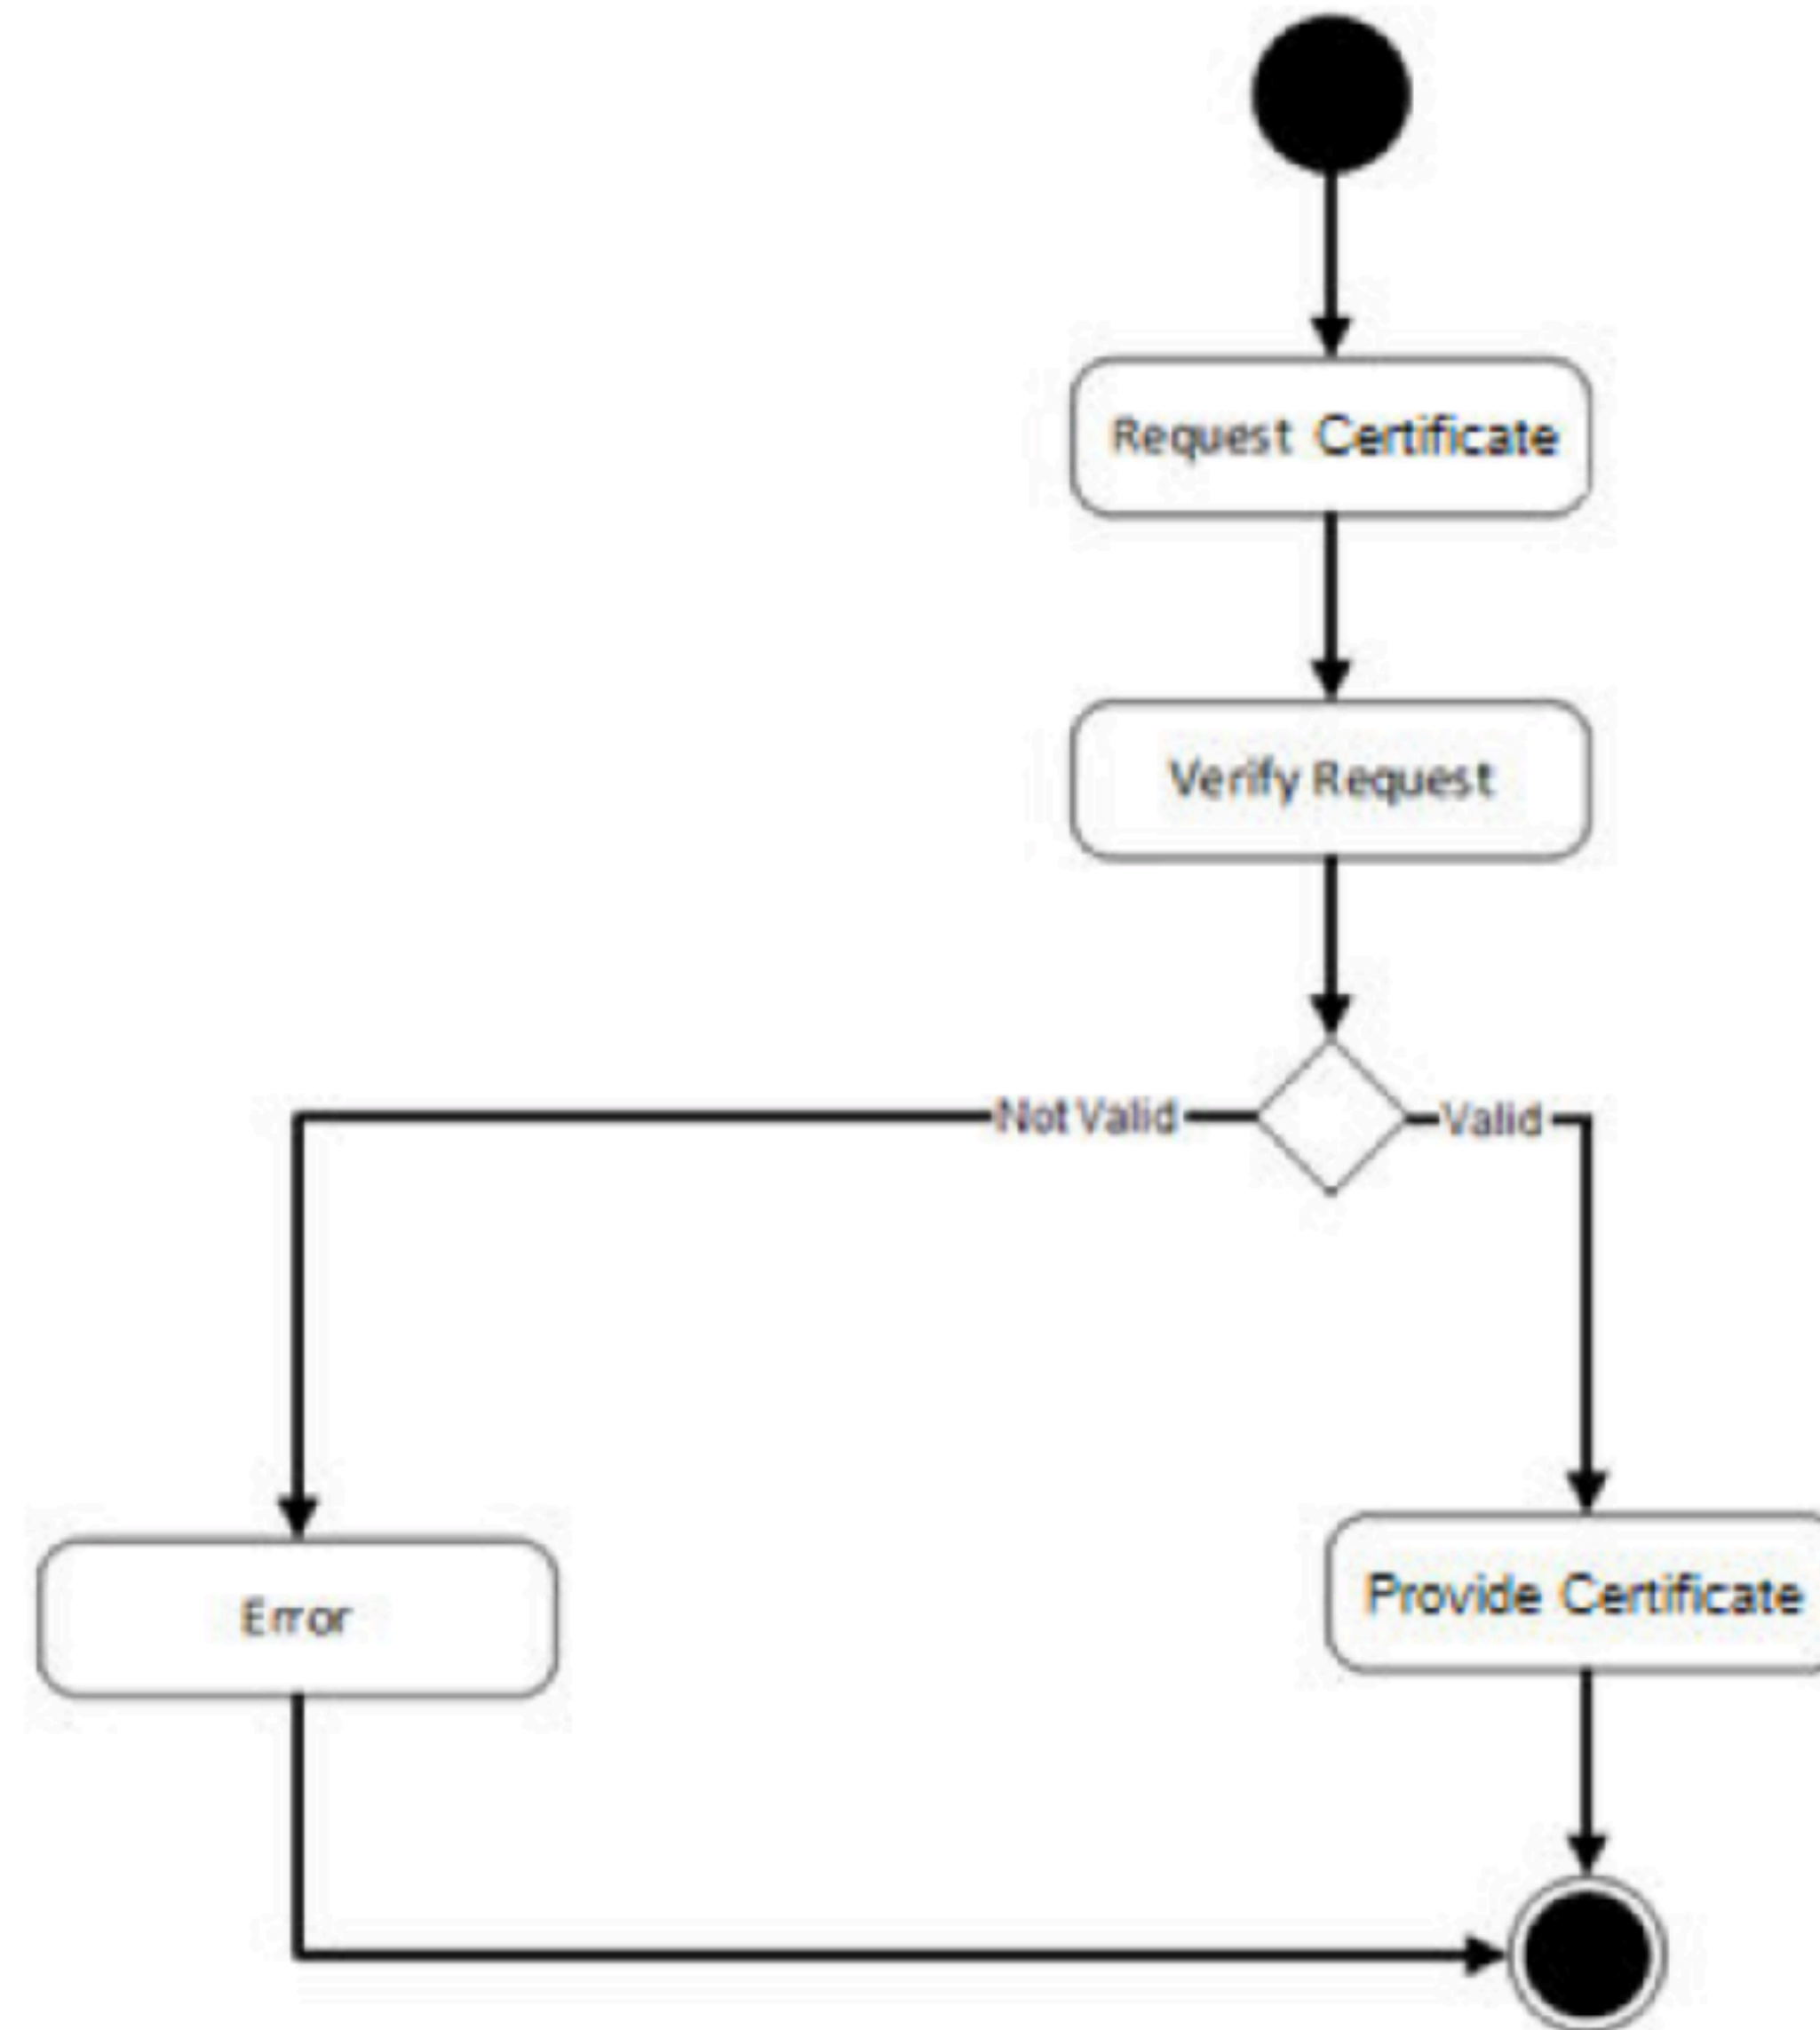 Request Certificate
Verify Request
Not Valid
Valid
Error
Provide Certificate